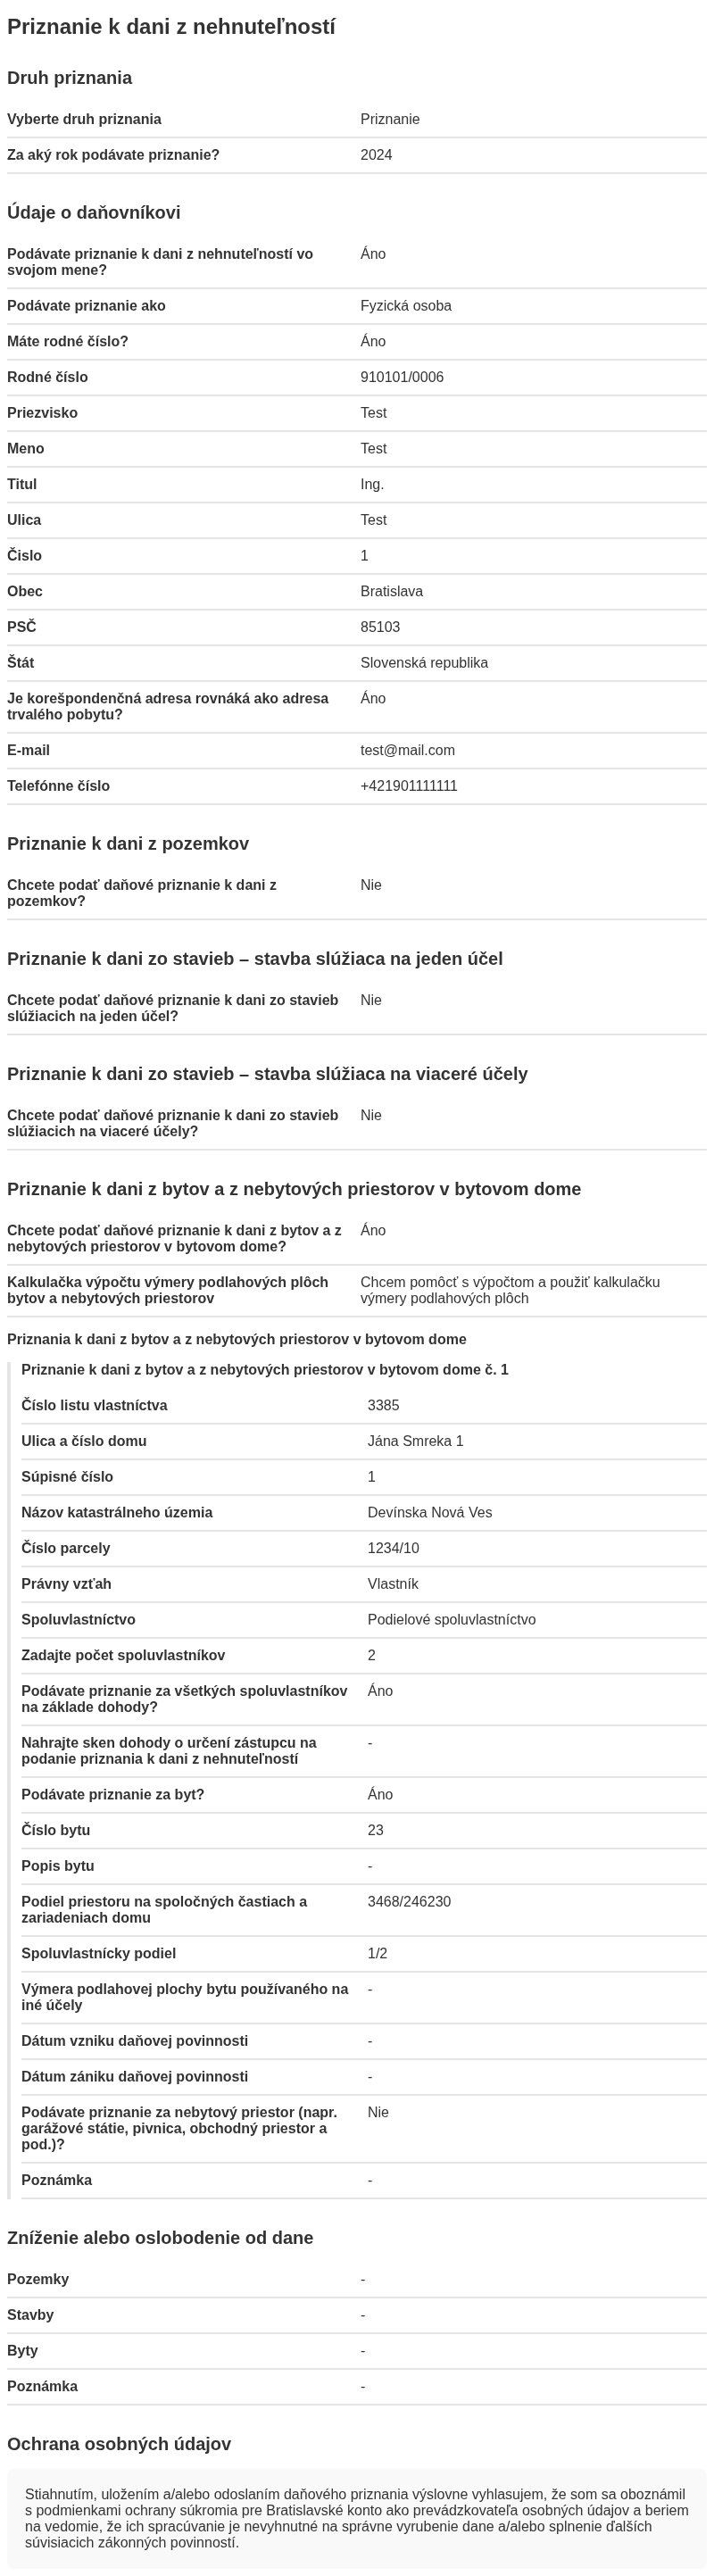 Priznanie k dani z nehnuteľností
Druh priznania
Vyberte druh priznania Priznanie
Za aký rok podávate priznanie? 2024
Údaje o daňovníkovi
Podávate priznanie k dani z nehnuteľností vo Áno
svojom mene?
Podávate priznanie ako Fyzická osoba
Máte rodné číslo? Áno
Rodné číslo 910101/0006
Priezvisko Test
Meno Test
Titul Ing.
Ulica Test
Čislo 1
Obec Bratislava
PSČ 85103
Štát Slovenská republika
Je korešpondenčná adresa rovnáká ako adresa Áno
trvalého pobytu?
E-mail test@mail.com
Telefónne číslo +421901111111
Priznanie k dani z pozemkov
Chcete podať daňové priznanie k dani z Nie
pozemkov?
Priznanie k dani zo stavieb – stavba slúžiaca na jeden účel
Chcete podať daňové priznanie k dani zo stavieb Nie
slúžiacich na jeden účel?
Priznanie k dani zo stavieb – stavba slúžiaca na viaceré účely
Chcete podať daňové priznanie k dani zo stavieb Nie
slúžiacich na viaceré účely?
Priznanie k dani z bytov a z nebytových priestorov v bytovom dome
Chcete podať daňové priznanie k dani z bytov a z Áno
nebytových priestorov v bytovom dome?
Kalkulačka výpočtu výmery podlahových plôch Chcem pomôcť s výpočtom a použiť kalkulačku
bytov a nebytových priestorov výmery podlahových plôch
Priznania k dani z bytov a z nebytových priestorov v bytovom dome
Priznanie k dani z bytov a z nebytových priestorov v bytovom dome č. 1
Číslo listu vlastníctva 3385
Ulica a číslo domu Jána Smreka 1
Súpisné číslo 1
Názov katastrálneho územia Devínska Nová Ves
Číslo parcely 1234/10
Právny vzťah Vlastník
Spoluvlastníctvo Podielové spoluvlastníctvo
Zadajte počet spoluvlastníkov 2
Podávate priznanie za všetkých spoluvlastníkov Áno
na základe dohody?
Nahrajte sken dohody o určení zástupcu na -
podanie priznania k dani z nehnuteľností
Podávate priznanie za byt? Áno
Číslo bytu 23
Popis bytu -
Podiel priestoru na spoločných častiach a 3468/246230
zariadeniach domu
Spoluvlastnícky podiel 1/2
Výmera podlahovej plochy bytu používaného na -
iné účely
Dátum vzniku daňovej povinnosti -
Dátum zániku daňovej povinnosti -
Podávate priznanie za nebytový priestor (napr. Nie
garážové státie, pivnica, obchodný priestor a
pod.)?
Poznámka -
Zníženie alebo oslobodenie od dane
Pozemky -
Stavby -
Byty -
Poznámka -
Ochrana osobných údajov
Stiahnutím, uložením a/alebo odoslaním daňového priznania výslovne vyhlasujem, že som sa oboznámil
s podmienkami ochrany súkromia pre Bratislavské konto ako prevádzkovateľa osobných údajov a beriem
na vedomie, že ich spracúvanie je nevyhnutné na správne vyrubenie dane a/alebo splnenie ďalších
súvisiacich zákonných povinností.